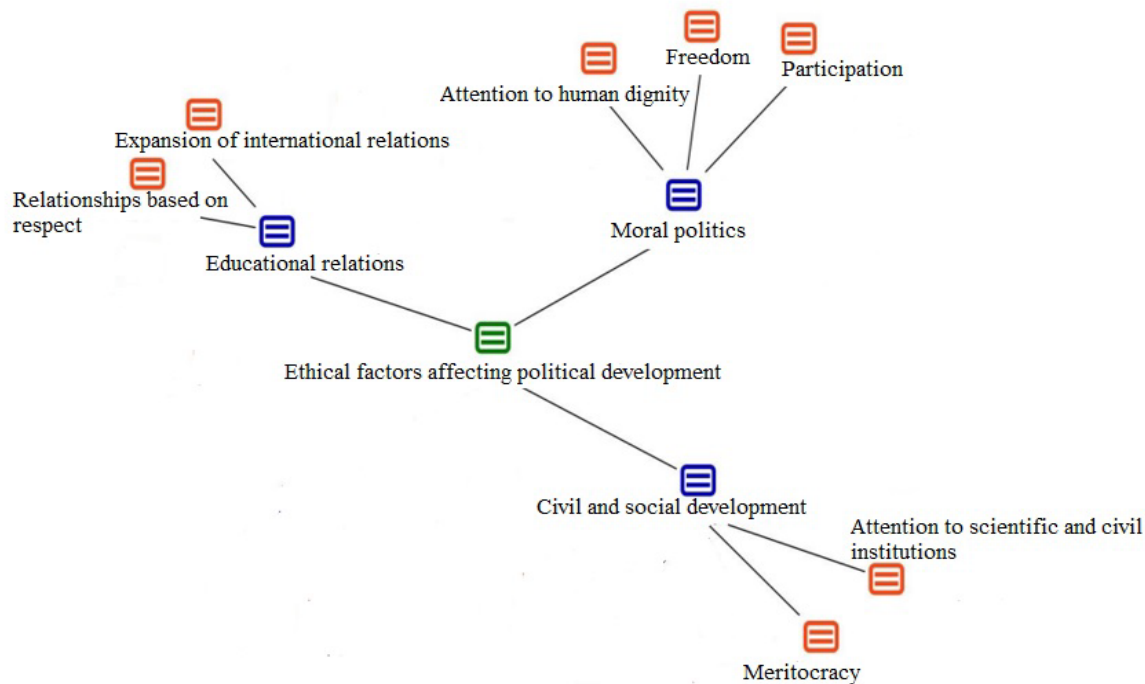 Freedom
Participation
Attention to human dignity
Expansion of international relations
Relationships based on
respect
Moral politics
Educational relations
Ethical factors affecting political development
Civil and social development
Attention to scientific and civil
institutions
Meritocracy